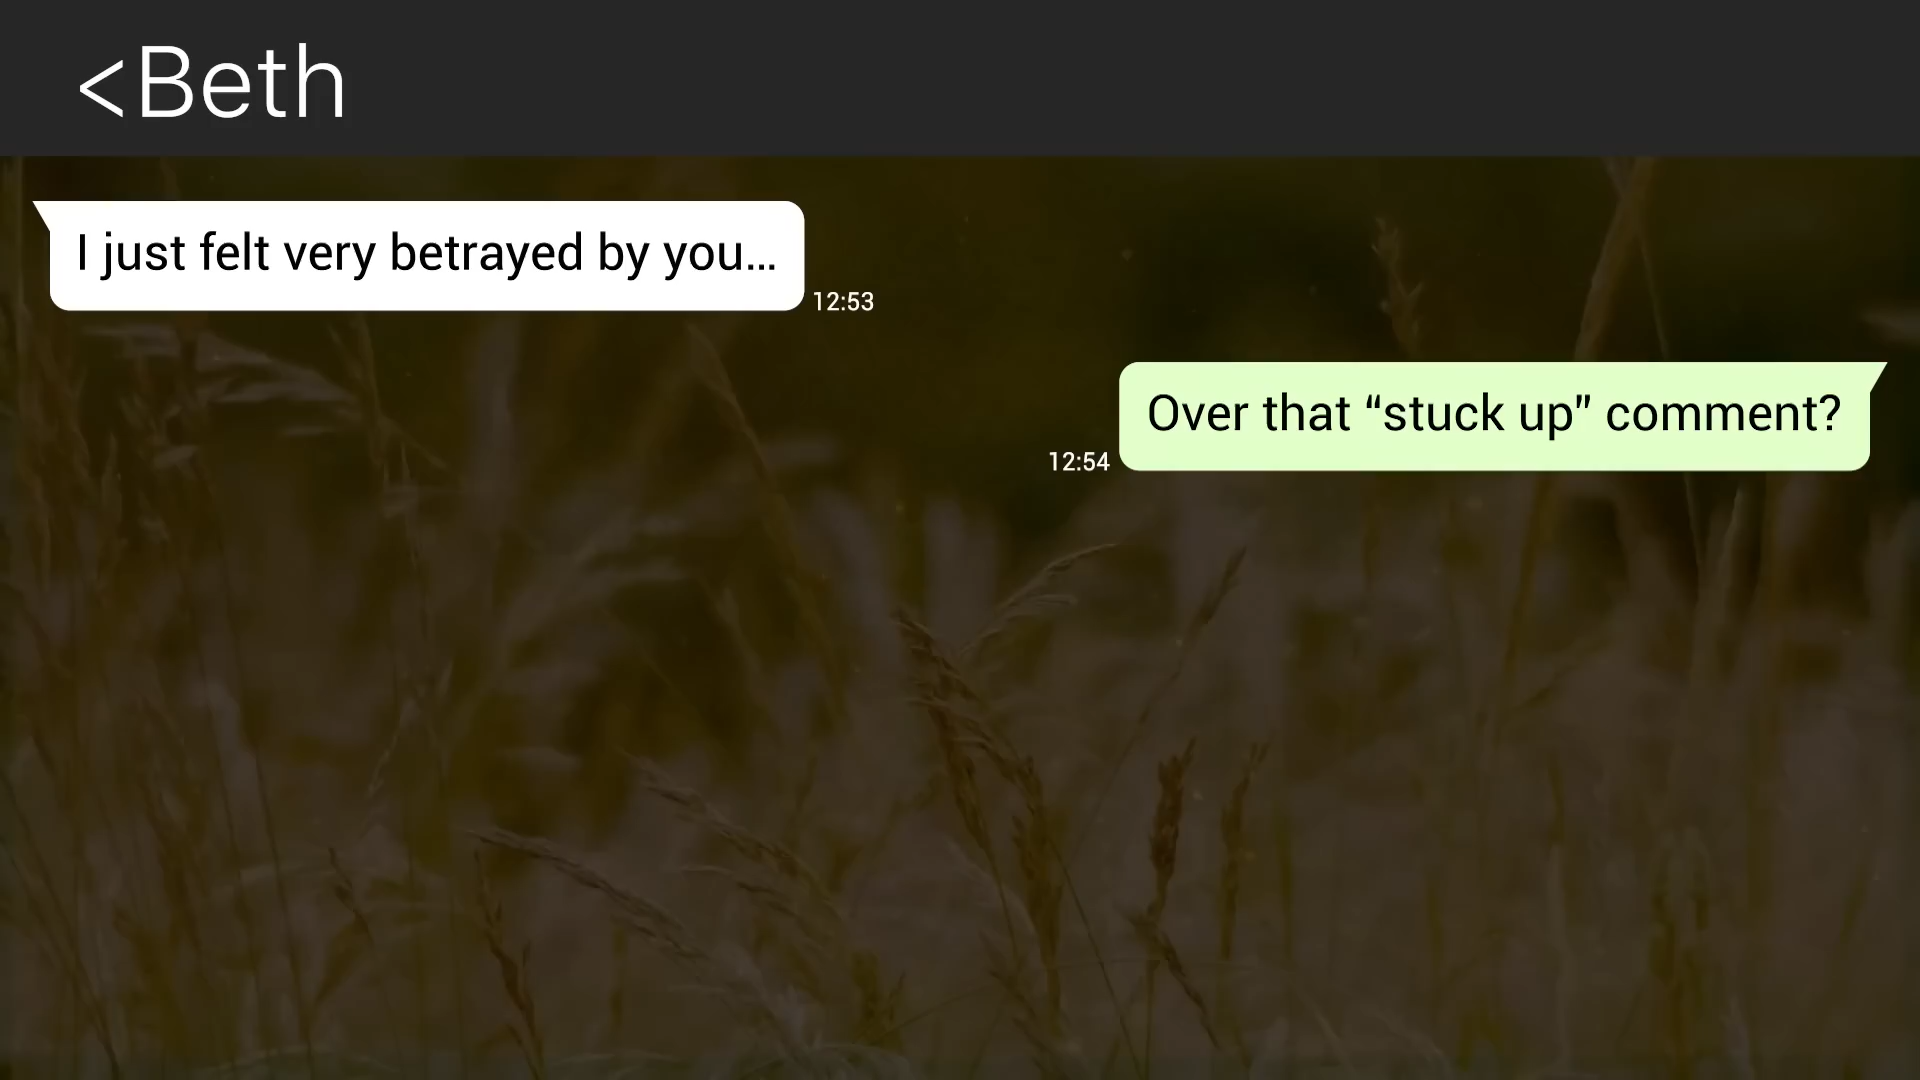 <Beth
I just felt very betrayed by you...
12:53
Over that “stuck up” comment?
12:54